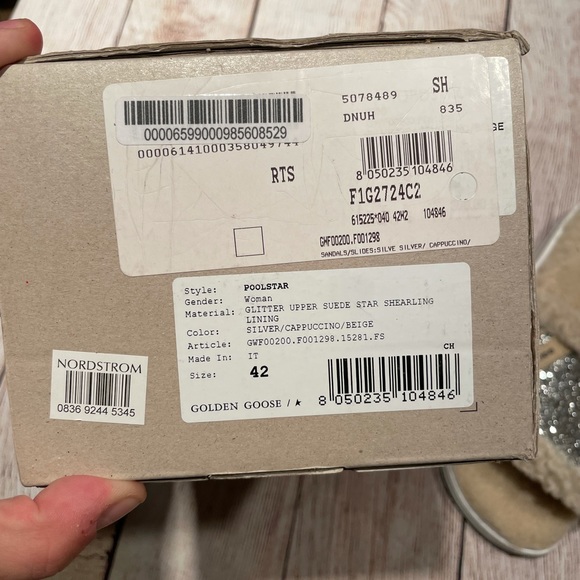 5078489 SH
DNUH 835
00006599000985608529
RTS
8 050235 104846
F1G2724C2
615225*040 42M2 104846
GWF00200.F001298
SANDALS/SLIDES:SILVE SILVER/ CAPPUCCINO/
Style: POOLSTAR
Gender: Woman
Material: GLITTER UPPER SUEDE STAR SHEARLING
LINING
Color: SILVER/CAPPUCCINO/BEIGE
Article: GWF00200.F001298.15281.FS
Made In: IT
CH
Size: 42
GOLDEN GOOSE / ★
8 050235 104846
NORDSTROM
0836 9244 5345